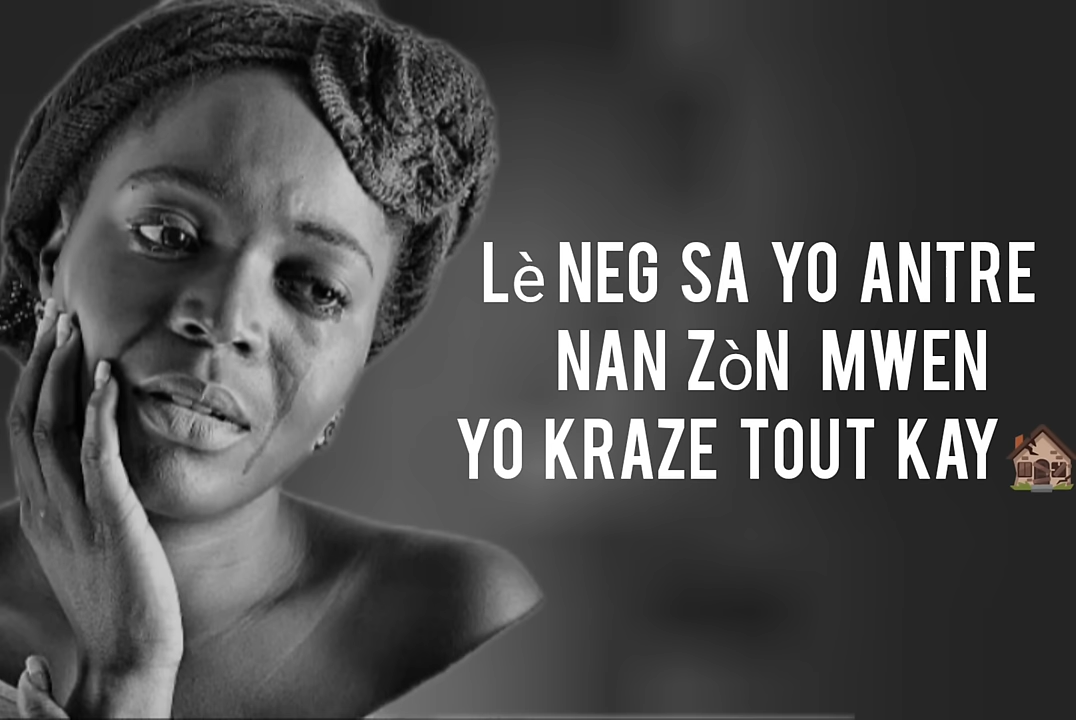 Lè NEG SA YO ANTRE
NAN ZòN MWEN
YO KRAZE TOUT KAY